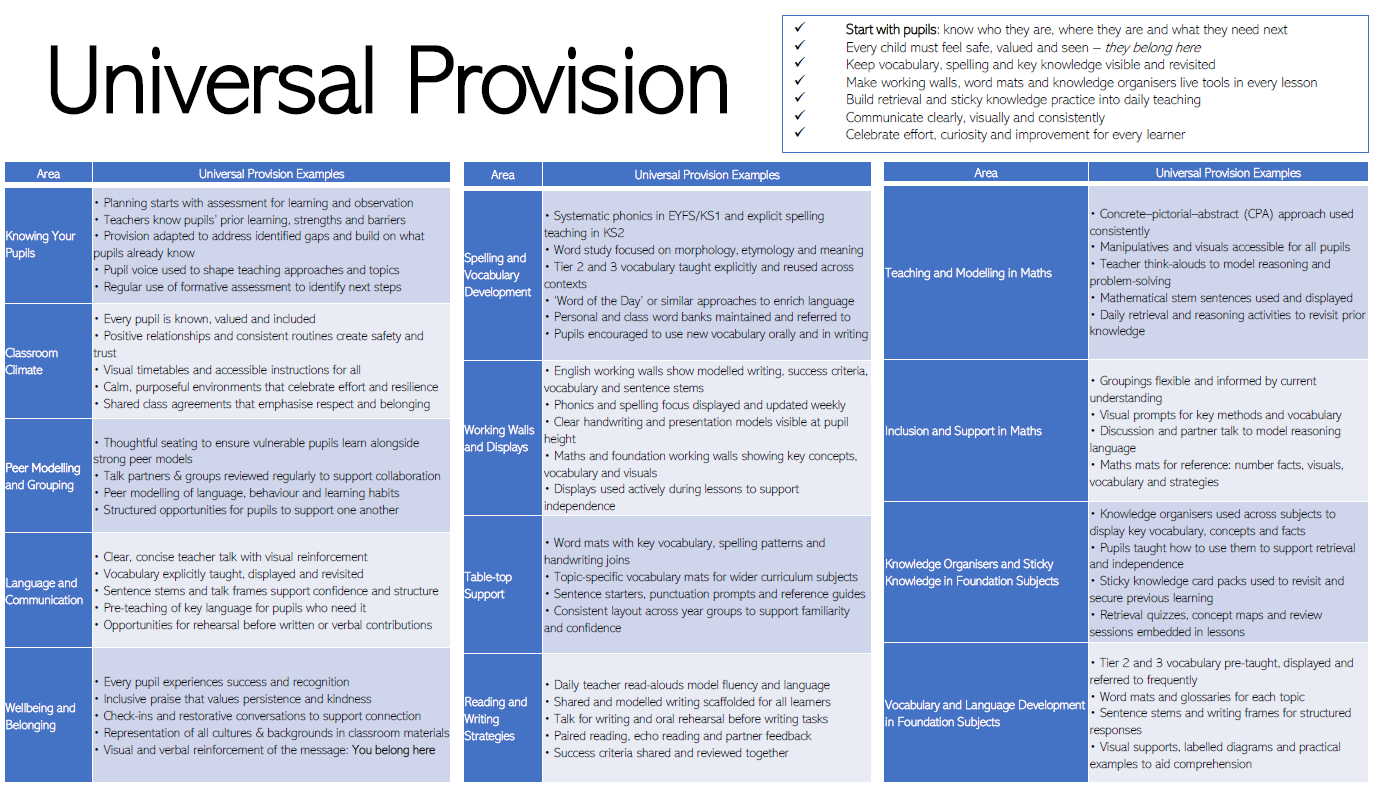 Universal Provision
✓ Start with pupils: know who they are, where they are and what they need next
✓ Every child must feel safe, valued and seen – they belong here
✓ Keep vocabulary, spelling and key knowledge visible and revisited
✓ Make working walls, word mats and knowledge organisers live tools in every lesson
✓ Build retrieval and sticky knowledge practice into daily teaching
✓ Communicate clearly, visually and consistently
✓ Celebrate effort, curiosity and improvement for every learner
Area
Universal Provision Examples
Knowing Your
Pupils
• Planning starts with assessment for learning and observation
• Teachers know pupils' prior learning, strengths and barriers
• Provision adapted to address identified gaps and build on what
pupils already know
• Pupil voice used to shape teaching approaches and topics
• Regular use of formative assessment to identify next steps
Classroom
Climate
• Every pupil is known, valued and included
• Positive relationships and consistent routines create safety and
trust
• Visual timetables and accessible instructions for all
• Calm, purposeful environments that celebrate effort and resilience
• Shared class agreements that emphasise respect and belonging
Peer Modelling
and Grouping
• Thoughtful seating to ensure vulnerable pupils learn alongside
strong peer models
• Talk partners & groups reviewed regularly to support collaboration
• Peer modelling of language, behaviour and learning habits
• Structured opportunities for pupils to support one another
Language and
Communication
• Clear, concise teacher talk with visual reinforcement
• Vocabulary explicitly taught, displayed and revisited
• Sentence stems and talk frames support confidence and structure
• Pre-teaching of key language for pupils who need it
• Opportunities for rehearsal before written or verbal contributions
Wellbeing and
Belonging
• Every pupil experiences success and recognition
• Inclusive praise that values persistence and kindness
• Check-ins and restorative conversations to support connection
• Representation of all cultures & backgrounds in classroom materials
• Visual and verbal reinforcement of the message: You belong here
Area
Universal Provision Examples
Spelling and
Vocabulary
Development
• Systematic phonics in EYFS/KS1 and explicit spelling
teaching in KS2
• Word study focused on morphology, etymology and meaning
• Tier 2 and 3 vocabulary taught explicitly and reused across
contexts
• 'Word of the Day' or similar approaches to enrich language
• Personal and class word banks maintained and referred to
• Pupils encouraged to use new vocabulary orally and in writing
Working Walls
and Displays
• English working walls show modelled writing, success criteria,
vocabulary and sentence stems
• Phonics and spelling focus displayed and updated weekly
• Clear handwriting and presentation models visible at pupil
height
• Maths and foundation working walls showing key concepts,
vocabulary and visuals
• Displays used actively during lessons to support
independence
Table-top
Support
• Word mats with key vocabulary, spelling patterns and
handwriting joins
• Topic-specific vocabulary mats for wider curriculum subjects
• Sentence starters, punctuation prompts and reference guides
• Consistent layout across year groups to support familiarity
and confidence
Reading and
Writing
Strategies
• Daily teacher read-alouds model fluency and language
• Shared and modelled writing scaffolded for all learners
• Talk for writing and oral rehearsal before writing tasks
• Paired reading, echo reading and partner feedback
• Success criteria shared and reviewed together
Area
Universal Provision Examples
Teaching and Modelling in Maths
• Concrete–pictorial–abstract (CPA) approach used
consistently
• Manipulatives and visuals accessible for all pupils
• Teacher think-alouds to model reasoning and
problem-solving
• Mathematical stem sentences used and displayed
• Daily retrieval and reasoning activities to revisit prior
knowledge
Inclusion and Support in Maths
• Groupings flexible and informed by current
understanding
• Visual prompts for key methods and vocabulary
• Discussion and partner talk to model reasoning
language
• Maths mats for reference: number facts, visuals,
vocabulary and strategies
Knowledge Organisers and Sticky
Knowledge in Foundation Subjects
• Knowledge organisers used across subjects to
display key vocabulary, concepts and facts
• Pupils taught how to use them to support retrieval
and independence
• Sticky knowledge card packs used to revisit and
secure previous learning
• Retrieval quizzes, concept maps and review
sessions embedded in lessons
Vocabulary and Language Development
in Foundation Subjects
• Tier 2 and 3 vocabulary pre-taught, displayed and
referred to frequently
• Word mats and glossaries for each topic
• Sentence stems and writing frames for structured
responses
• Visual supports, labelled diagrams and practical
examples to aid comprehension